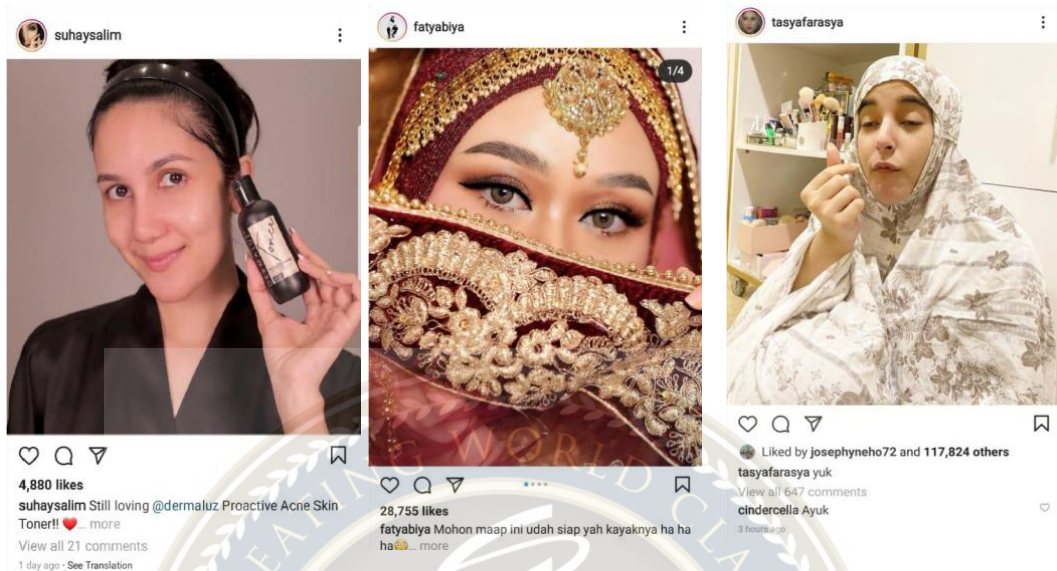 suhaysalim
4,880 likes
suhaysalim Still loving @dermaluz Proactive Acne Skin
Toner!! ❤️... more
View all 21 comments
1 day ago · See Translation
fatyabiya
1/4
28,755 likes
fatyabiya Mohon maap ini udah siap yah kayaknya ha ha
ha😁... more
tasyafarasya
Liked by josephyneho72 and 117,824 others
tasyafarasya yuk
View all 647 comments
cindercella Ayuk
3 hours ago
EATING WORLD CLA